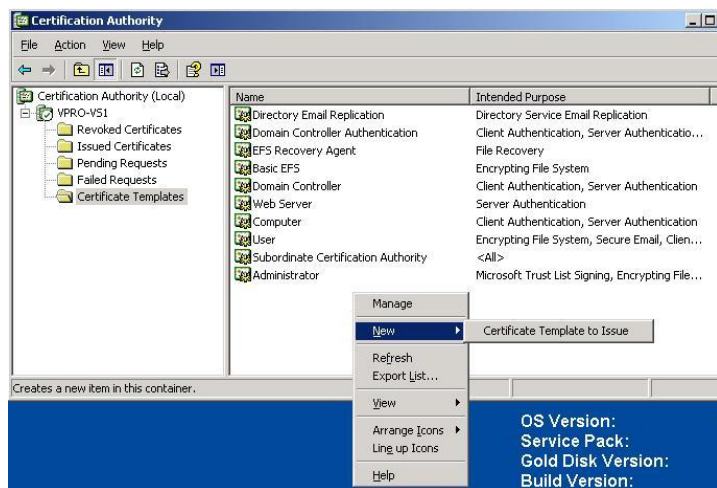 Certification Authority
File Action View Help
Certification Authority (Local)
VPRO-VS1
Revoked Certificates
Issued Certificates
Pending Requests
Failed Requests
Certificate Templates
Name Intended Purpose
Directory Email Replication Directory Service Email Replication
Domain Controller Authentication Client Authentication, Server Authenticatio...
EFS Recovery Agent File Recovery
Basic EFS Encrypting File System
Domain Controller Client Authentication, Server Authentication
Web Server Server Authentication
Computer Client Authentication, Server Authentication
User Encrypting File System, Secure Email, Clien...
Subordinate Certification Authority <All>
Administrator Microsoft Trust List Signing, Encrypting File...
Manage
New Certificate Template to Issue
Refresh
Export List...
View
Arrange Icons
Line up Icons
Help
Creates a new item in this container.
OS Version:
Service Pack:
Gold Disk Version:
Build Version: